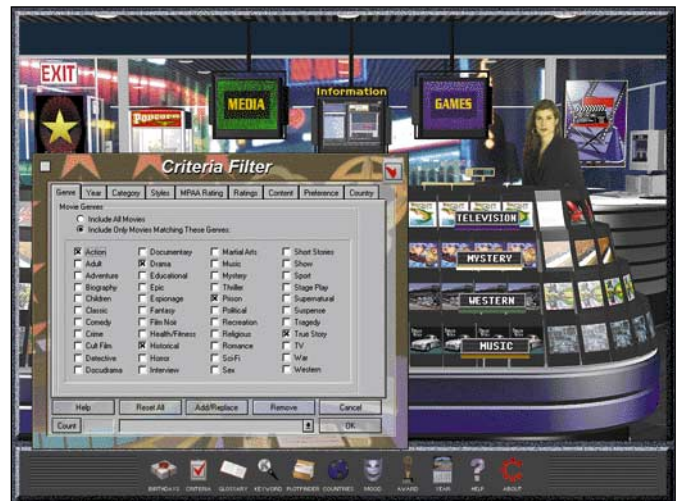 EXIT
Popcorn
MEDIA
Information
GAMES
Criteria Filter
Genre Year Category Styles MPAA Rating Ratings Content Preference Country
Movie Genres
Include All Movies
Include Only Movies Matching These Genres:
Action Documentary Martial Arts Short Stories
Adult Drama Music Show
Adventure Educational Mystery Sport
Biography Epic Thriller Stage Play
Children Espionage Prison Supernatural
Classic Fantasy Political Suspense
Comedy Film Noir Recreation Tragedy
Crime Health/Fitness Religious True Story
Cult Film Historical Romance TV
Detective Horror Sci-Fi War
Docudrama Interview Sex Western
Help Reset All Add/Replace Remove Cancel
Count OK
TELEVISION
MYSTERY
WESTERN
MUSIC
BIRTHDAYS CRITERIA GLOSSARY KEYWORD PLOTFINDER COUNTRIES MOOD AWARD YEAR HELP ABOUT